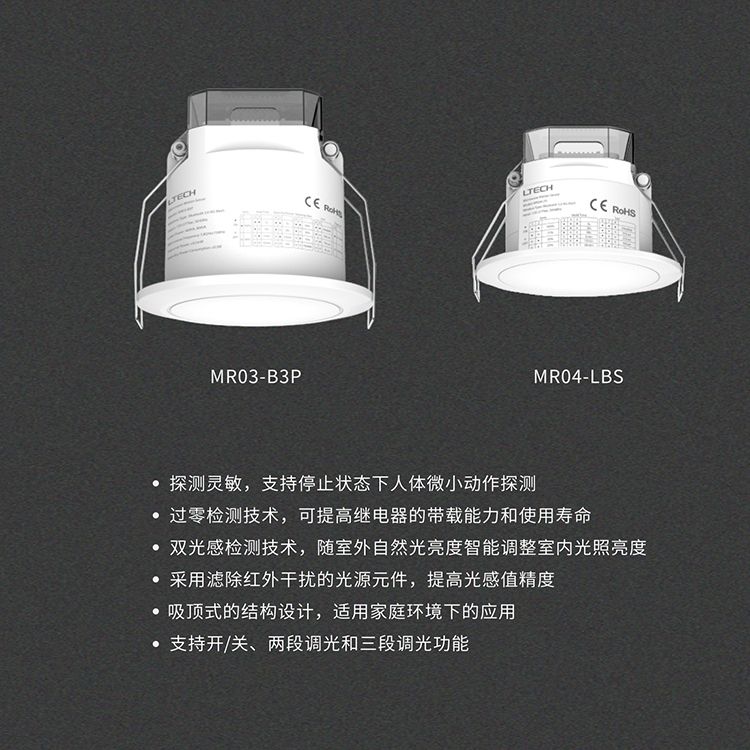 LTECH
CE RoHS
LTECH
CE RoHS
MR03-B3P
MR04-LBS
• 探测灵敏，支持停止状态下人体微小动作探测
• 过零检测技术，可提高继电器的带载能力和使用寿命
• 双光感检测技术，随室外自然光亮度智能调整室内光照亮度
• 采用滤除红外干扰的光源元件，提高光感值精度
• 吸顶式的结构设计，适用家庭环境下的应用
• 支持开/关、两段调光和三段调光功能